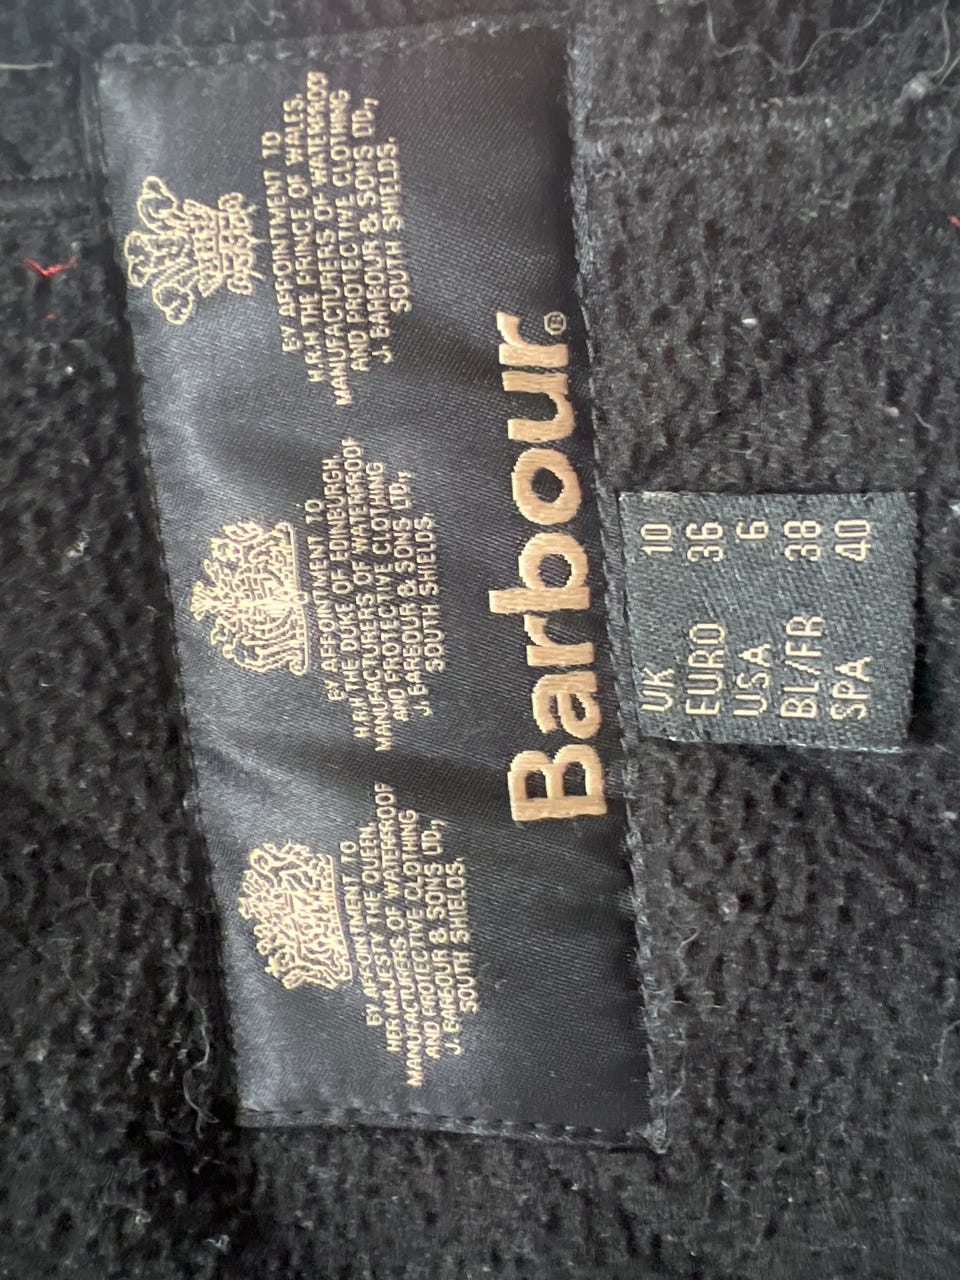 BY APPOINTMENT TO
HER MAJESTY THE QUEEN.
MANUFACTURERS OF WATERPROOF
AND PROTECTIVE CLOTHING
J. BARBOUR & SONS LTD.,
SOUTH SHIELDS.
BY APPOINTMENT TO
H.R.H THE DUKE OF EDINBURGH.
MANUFACTURERS OF WATERPROOF
AND PROTECTIVE CLOTHING
J. BARBOUR & SONS LTD.,
SOUTH SHIELDS.
BY APPOINTMENT TO
H.R.H THE PRINCE OF WALES.
MANUFACTURERS OF WATERPROOF
AND PROTECTIVE CLOTHING
J. BARBOUR & SONS LTD.,
SOUTH SHIELDS.
Barbour®
UK 10
EURO 36
USA 6
BL/FR 38
SPA 40